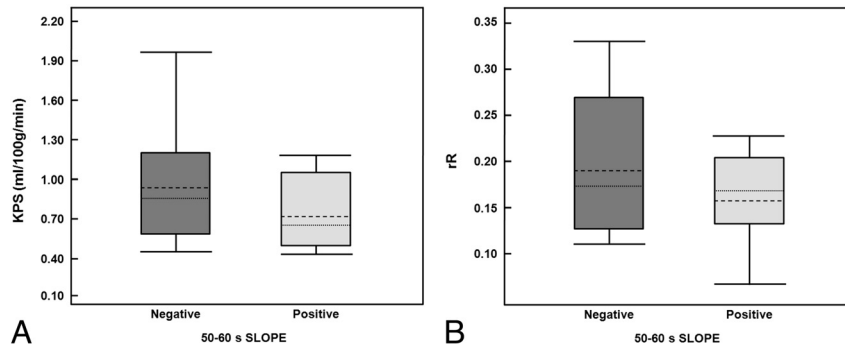 2.20
1.90
1.60
1.30
1.00
0.70
0.40
0.10
KPS (ml/100g/min)
Negative
Positive
50-60 s SLOPE
A
0.35
0.30
0.25
0.20
0.15
0.10
rR
Negative
Positive
50-60 s SLOPE
B